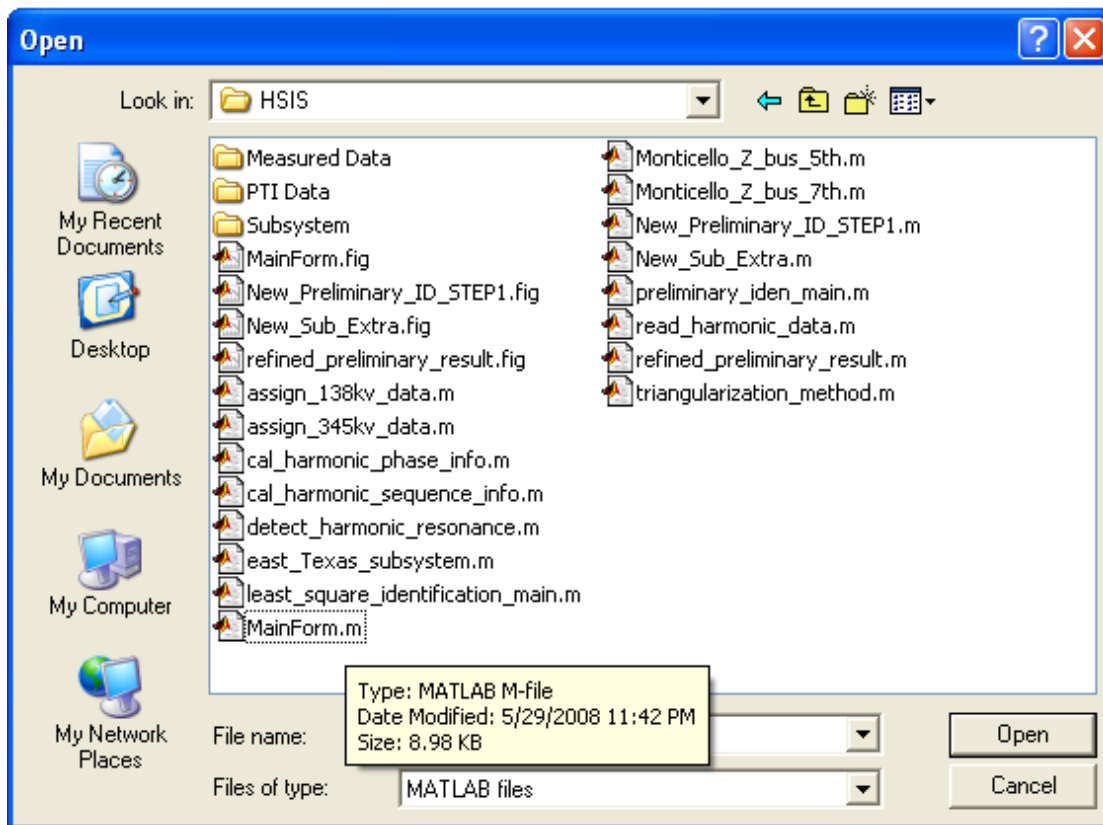 Open
Look in: HSIS
My Recent
Documents
Desktop
My Documents
My Computer
My Network
Places
Measured Data
PTI Data
Subsystem
MainForm.fig
New_Preliminary_ID_STEP1.fig
New_Sub_Extra.fig
refined_preliminary_result.fig
assign_138kv_data.m
assign_345kv_data.m
cal_harmonic_phase_info.m
cal_harmonic_sequence_info.m
detect_harmonic_resonance.m
east_Texas_subsystem.m
least_square_identification_main.m
MainForm.m
Monticello_Z_bus_5th.m
Monticello_Z_bus_7th.m
New_Preliminary_ID_STEP1.m
New_Sub_Extra.m
preliminary_iden_main.m
read_harmonic_data.m
refined_preliminary_result.m
triangularization_method.m
Type: MATLAB M-file
Date Modified: 5/29/2008 11:42 PM
Size: 8.98 KB
File name:
Open
Files of type: MATLAB files
Cancel